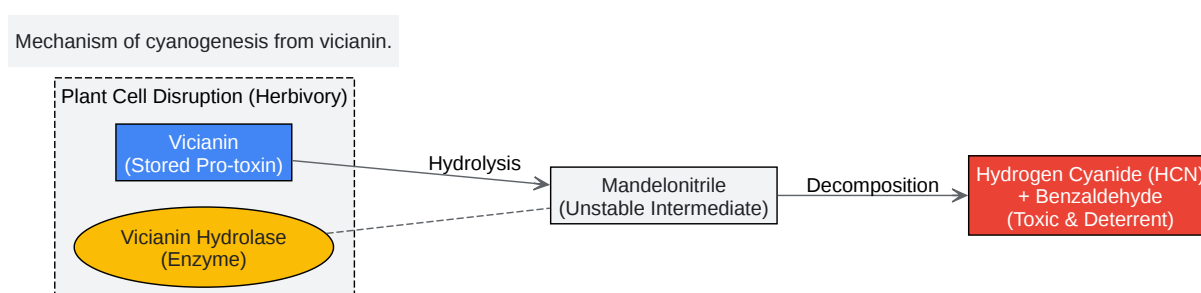 Mechanism of cyanogenesis from vicianin.
Plant Cell Disruption (Herbivory)
Vicianin
(Stored Pro-toxin)
Hydrolysis
Vicianin Hydrolase
(Enzyme)
Mandelonitrile
(Unstable Intermediate)
Decomposition
Hydrogen Cyanide (HCN)
+ Benzaldehyde
(Toxic & Deterrent)